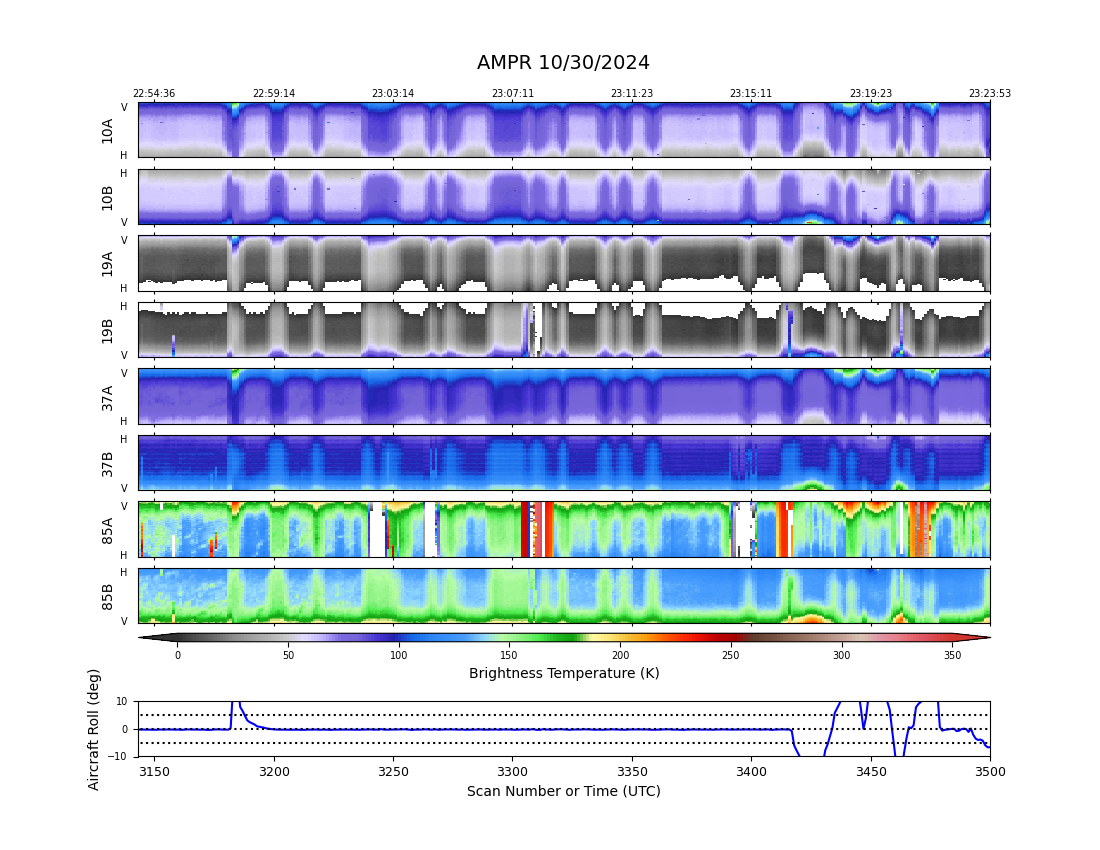 AMPR 10/30/2024
22:54:36 22:59:14 23:03:14 23:07:11 23:11:23 23:15:11 23:19:23 23:23:53
V 10A H
H 10B V
V 19A H
H 19B V
V 37A H
H 37B V
V 85A H
H 85B V
0 50 100 150 200 250 300 350
Brightness Temperature (K)
Aircraft Roll (deg)
10
0
−10
3150 3200 3250 3300 3350 3400 3450 3500
Scan Number or Time (UTC)